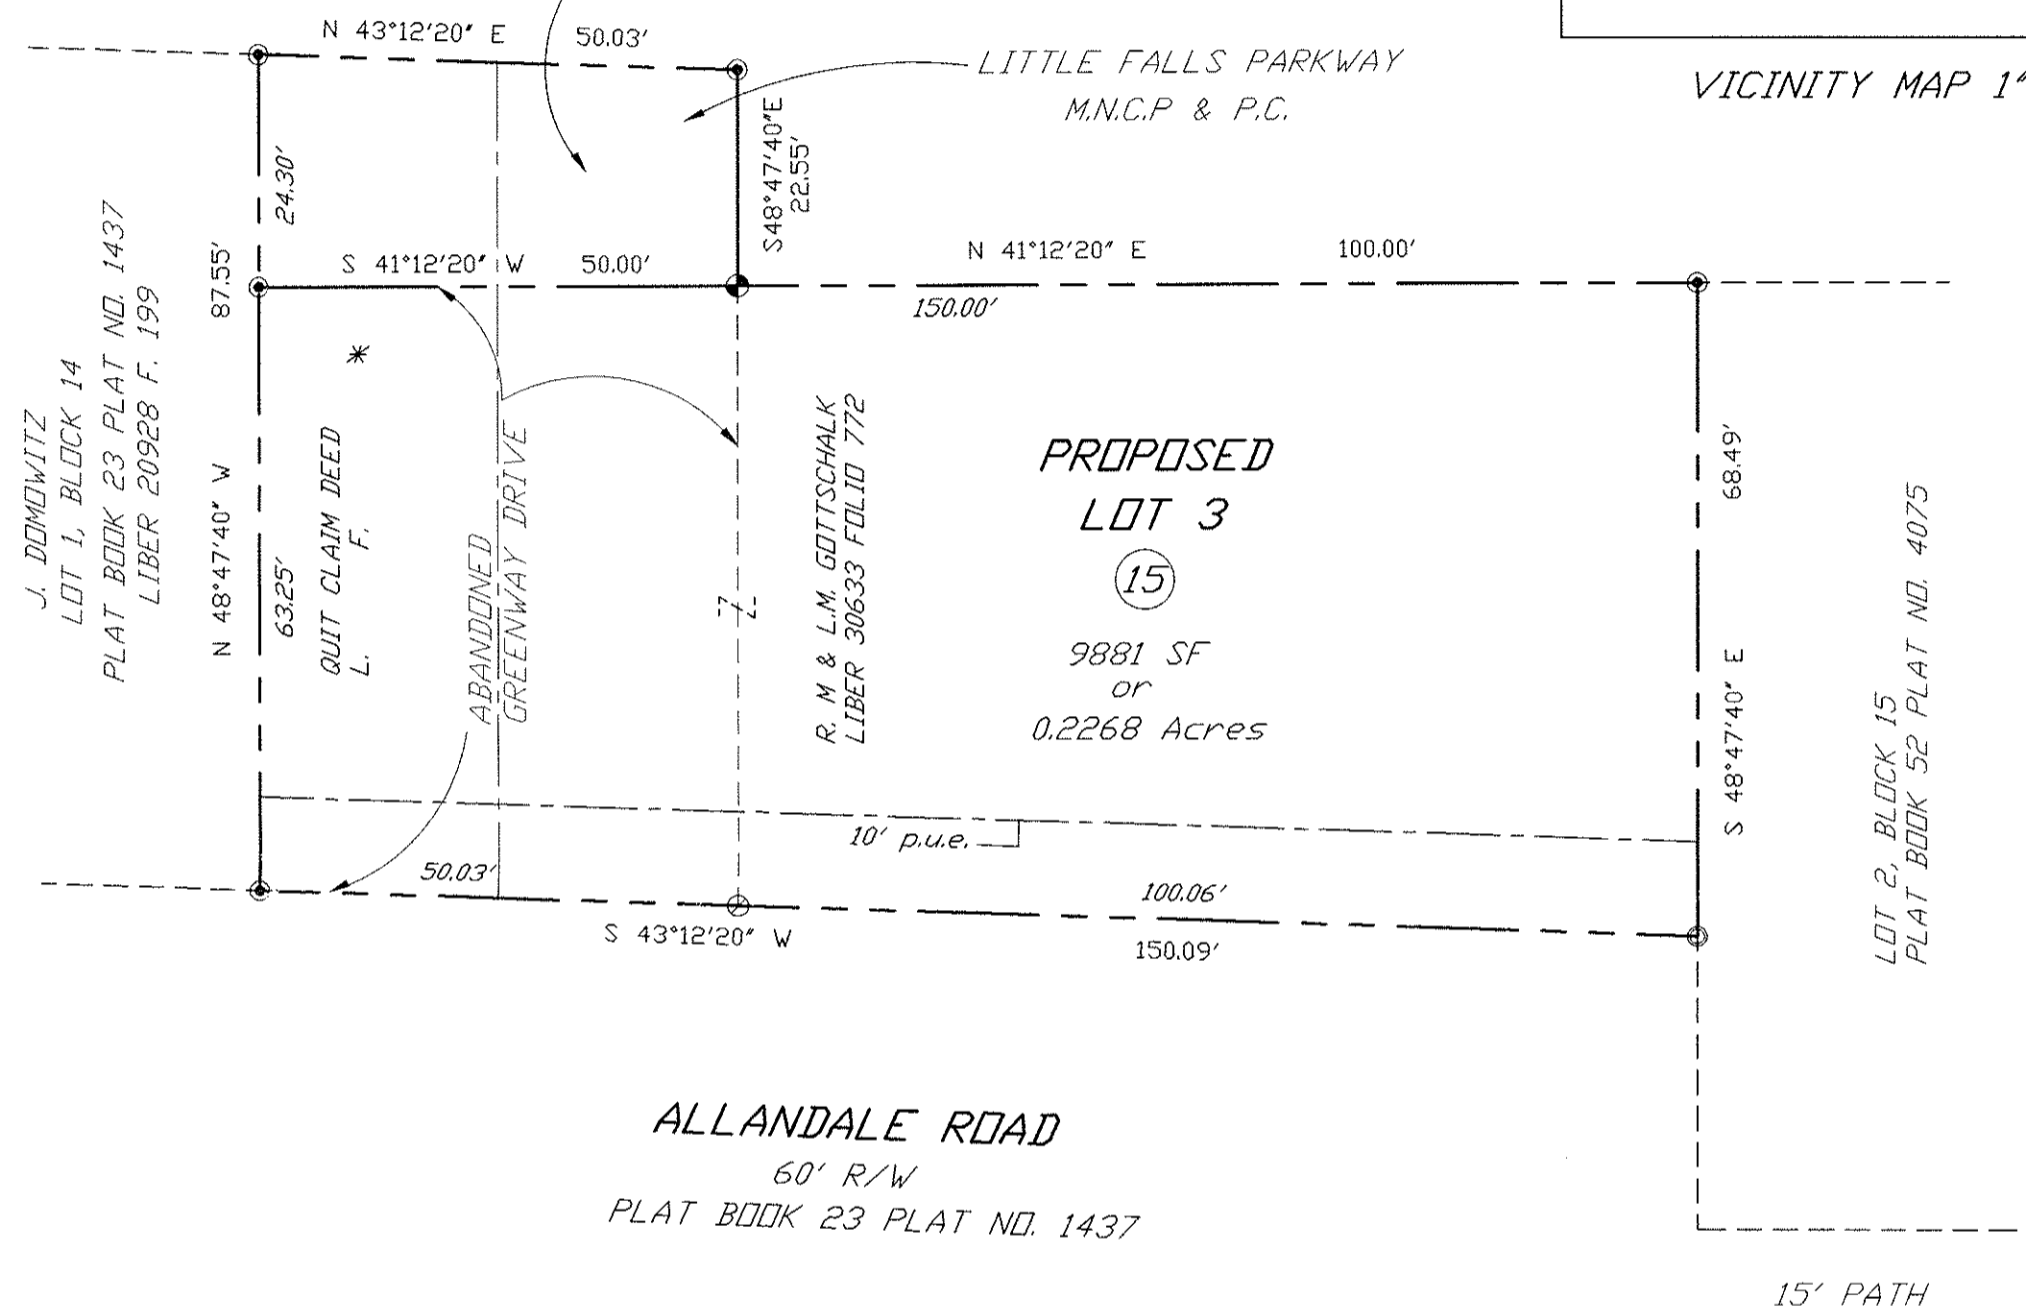 N 43°12'20" E 50.03'
LITTLE FALLS PARKWAY
M.N.C.P & P.C.
VICINITY MAP 1"
24.30'
S48°47'40"E
22.55'
S 41°12'20" W 50.00'
N 41°12'20" E 100.00'
150.00'
87.55'
N 48°47'40" W
63.25'
J. DOMOWITZ
LOT 1, BLOCK 14
PLAT BOOK 23 PLAT NO. 1437
LIBER 20928 F. 199
*
QUIT CLAIM DEED
L. F.
ABANDONED
GREENWAY DRIVE
R. M & L.M. GOTTSCHALK
LIBER 30633 FOLIO 772
PROPOSED
LOT 3
15
9881 SF
or
0.2268 Acres
68.49'
S 48°47'40" E
LOT 2, BLOCK 15
PLAT BOOK 52 PLAT NO. 4075
10' p.u.e.
50.03'
100.06'
S 43°12'20" W
150.09'
ALLANDALE ROAD
60' R/W
PLAT BOOK 23 PLAT NO. 1437
15' PATH